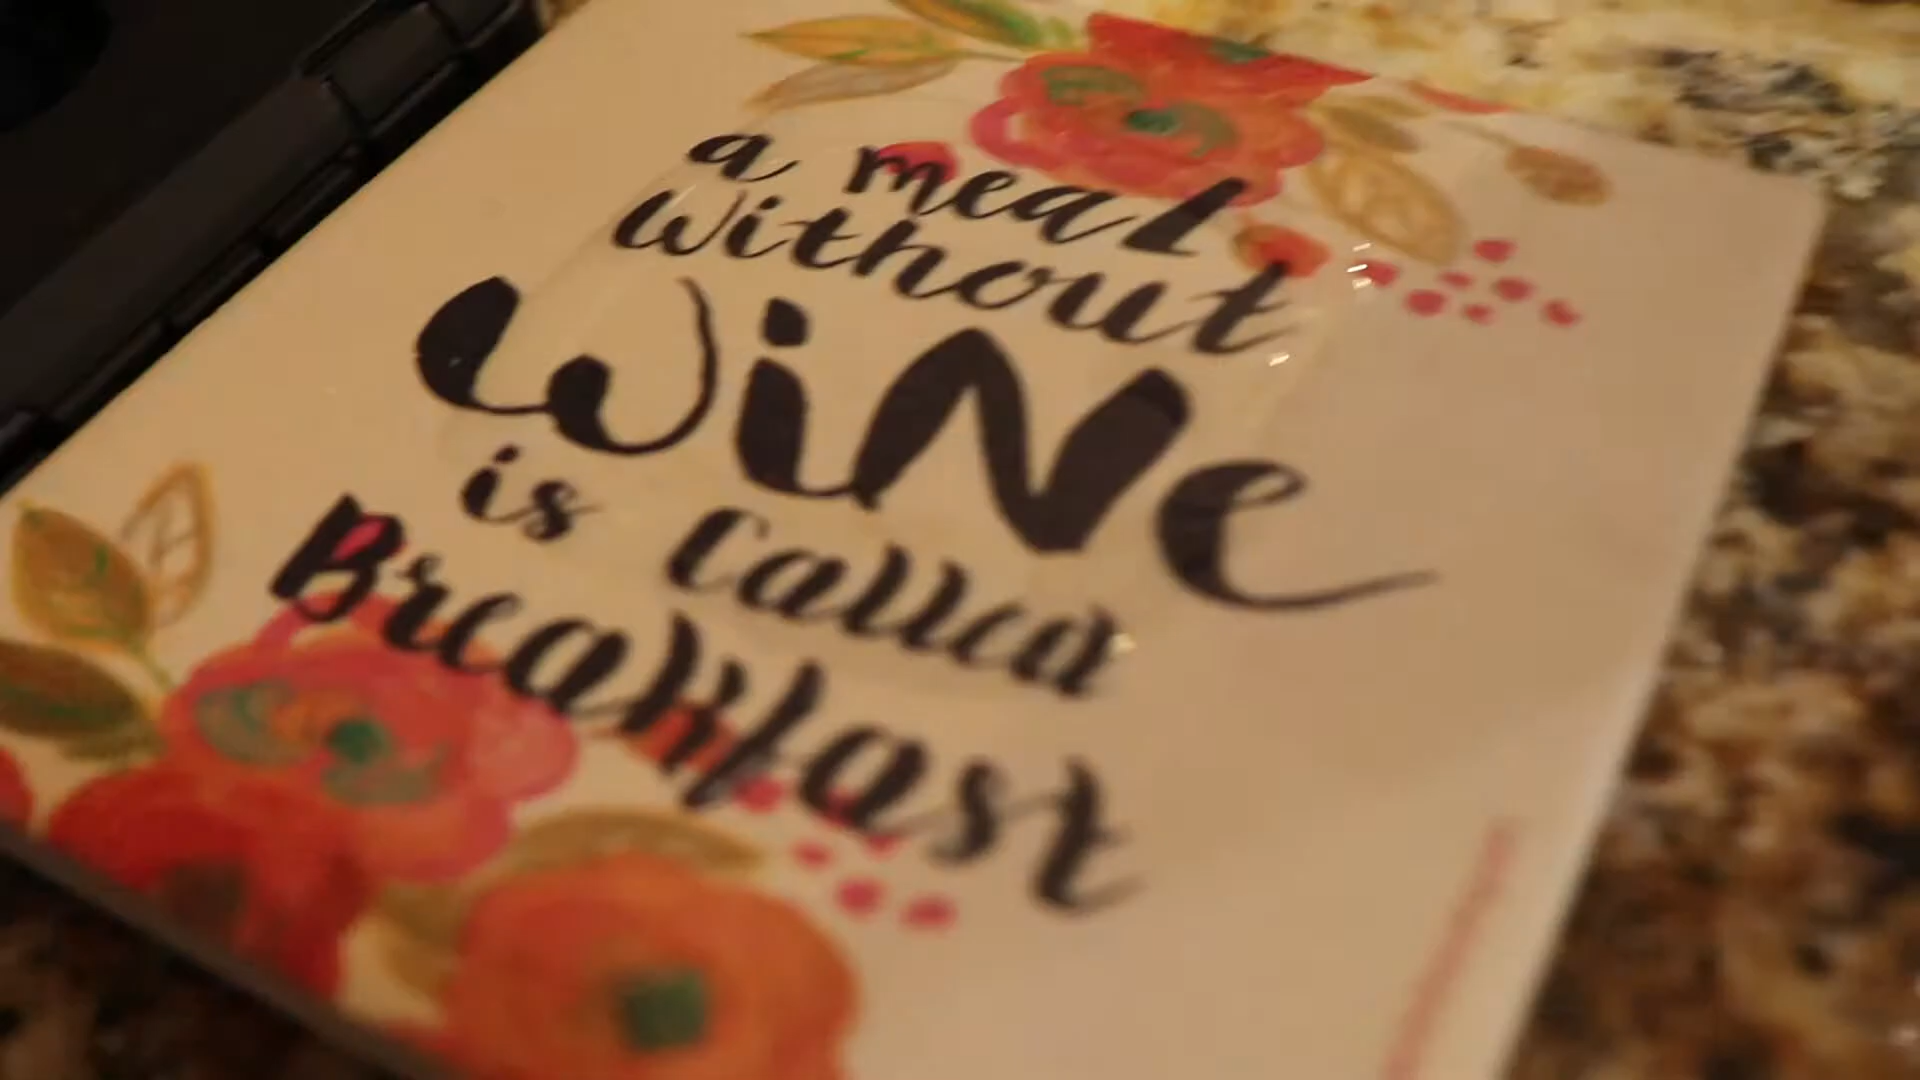 a meal
without
WiNe
is called
Breakfast